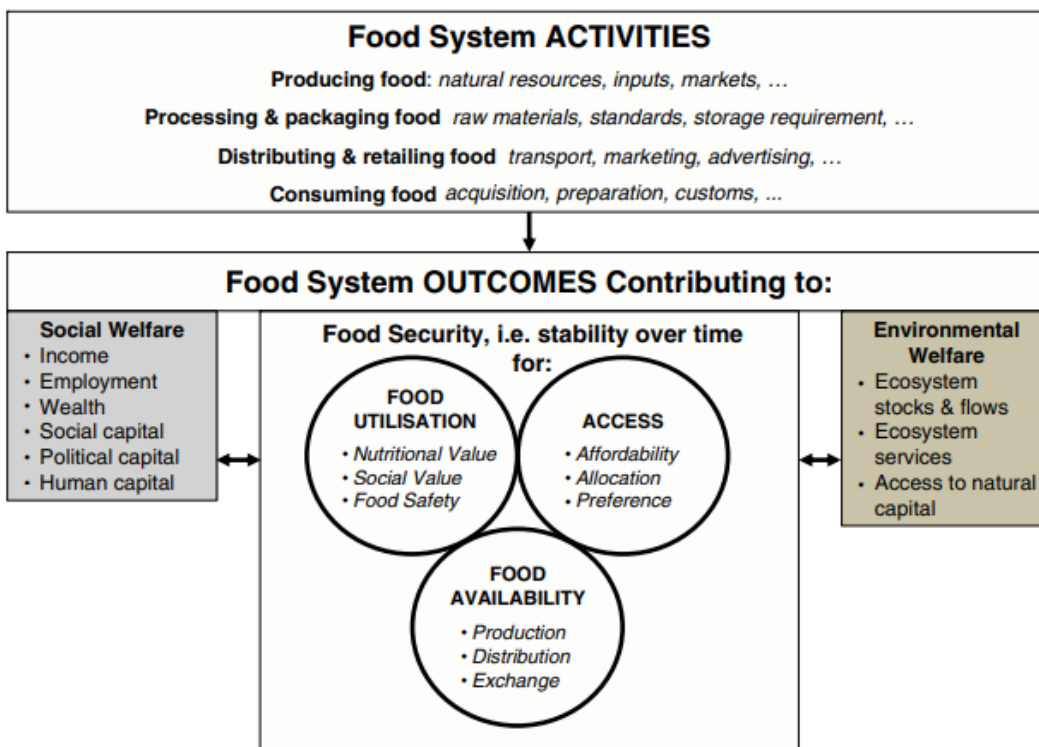 Food System ACTIVITIES
Producing food: natural resources, inputs, markets, …
Processing & packaging food raw materials, standards, storage requirement, …
Distributing & retailing food transport, marketing, advertising, …
Consuming food acquisition, preparation, customs, ...
Food System OUTCOMES Contributing to:
Social Welfare
• Income
• Employment
• Wealth
• Social capital
• Political capital
• Human capital
Food Security, i.e. stability over time
for:
FOOD
UTILISATION
• Nutritional Value
• Social Value
• Food Safety
ACCESS
• Affordability
• Allocation
• Preference
FOOD
AVAILABILITY
• Production
• Distribution
• Exchange
Environmental
Welfare
• Ecosystem
stocks & flows
• Ecosystem
services
• Access to natural
capital